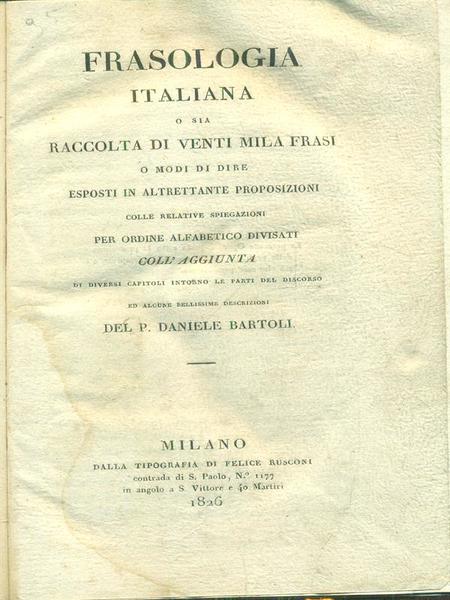 FRASOLOGIA
ITALIANA
O SIA
RACCOLTA DI VENTI MILA FRASI
O MODI DI DIRE
ESPOSTI IN ALTRETTANTE PROPOSIZIONI
COLLE RELATIVE SPIEGAZIONI
PER ORDINE ALFABETICO DIVISATI
COLL'AGGIUNTA
DI DIVERSI CAPITOLI INTORNO LE PARTI DEL DISCORSO
ED ALCUNE BELLISSIME DESCRIZIONI
DEL P. DANIELE BARTOLI.
MILANO
DALLA TIPOGRAFIA DI FELICE RUSCONI
contrada di S. Paolo, N.º 1177
in angolo a S. Vittore e 40 Martiri
1826